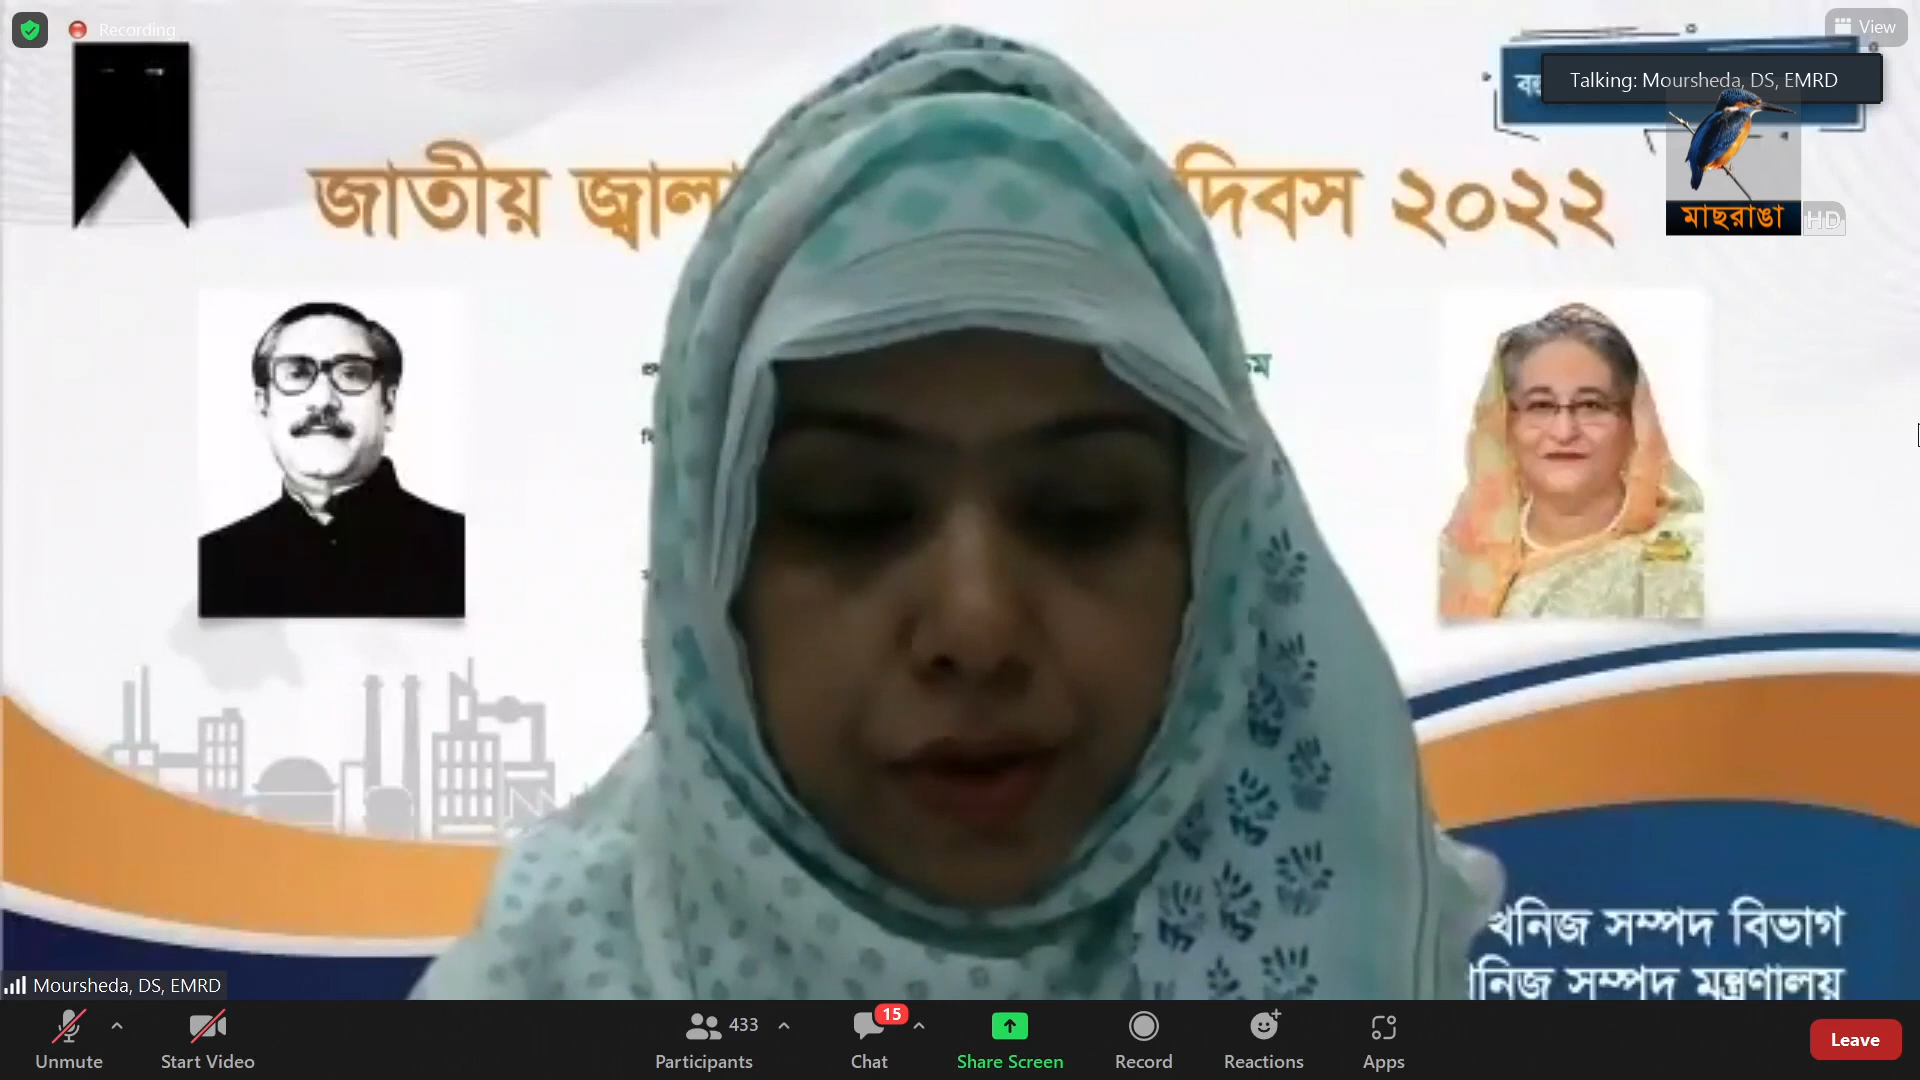 Recording
View
Talking: Moursheda, DS, EMRD
জাতীয় দিবস ২০২২
মাছরাঙা HD
খনিজ সম্পদ বিভাগ
খনিজ সম্পদ মন্ত্রণালয়
Moursheda, DS, EMRD
Unmute
Start Video
433
Participants
15
Chat
Share Screen
Record
Reactions
Apps
Leave